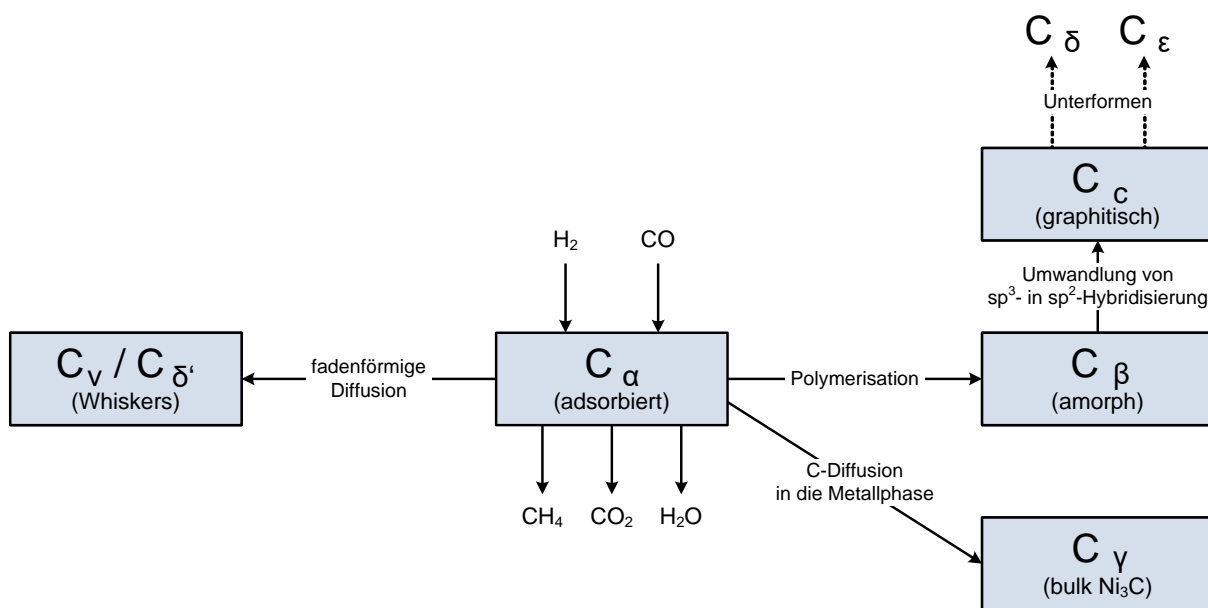 C δ C ε
Unterformen
C c
(graphitisch)
H₂ CO
Umwandlung von
sp³- in sp²-Hybridisierung
C v / C δ‘
(Whiskers)
fadenförmige
Diffusion
C α
(adsorbiert)
Polymerisation
C β
(amorph)
C-Diffusion
in die Metallphase
CH₄ CO₂ H₂O
C γ
(bulk Ni₃C)